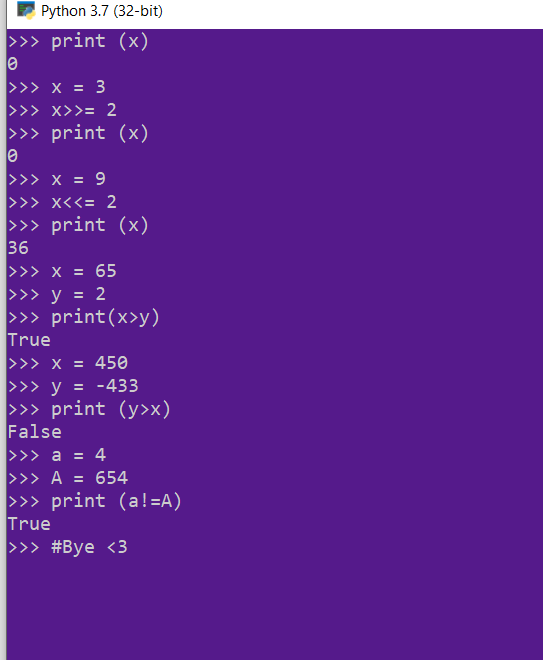 Python 3.7 (32-bit)
>>> print (x)
0
>>> x = 3
>>> x>>= 2
>>> print (x)
0
>>> x = 9
>>> x<<= 2
>>> print (x)
36
>>> x = 65
>>> y = 2
>>> print(x>y)
True
>>> x = 450
>>> y = -433
>>> print (y>x)
False
>>> a = 4
>>> A = 654
>>> print (a!=A)
True
>>> #Bye <3